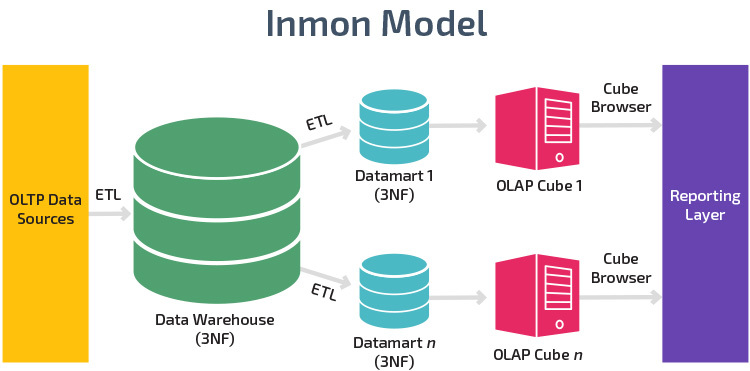 Inmon Model
OLTP Data
Sources
ETL
Data Warehouse
(3NF)
ETL
Datamart 1
(3NF)
OLAP Cube 1
Cube
Browser
ETL
Datamart n
(3NF)
OLAP Cube n
Cube
Browser
Reporting
Layer